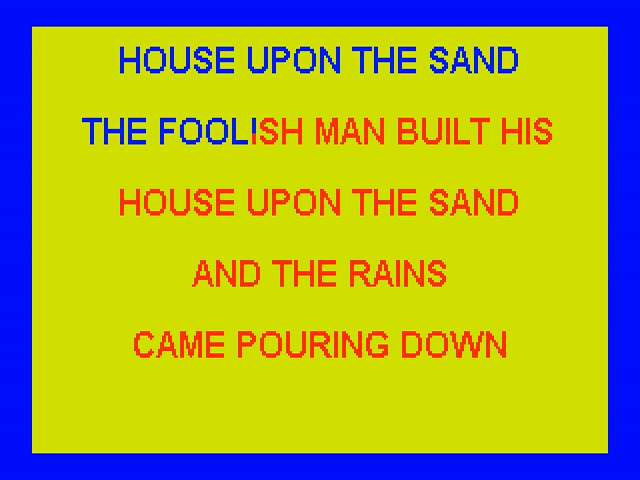 HOUSE UPON THE SAND
THE FOOLISH MAN BUILT HIS
HOUSE UPON THE SAND
AND THE RAINS
CAME POURING DOWN